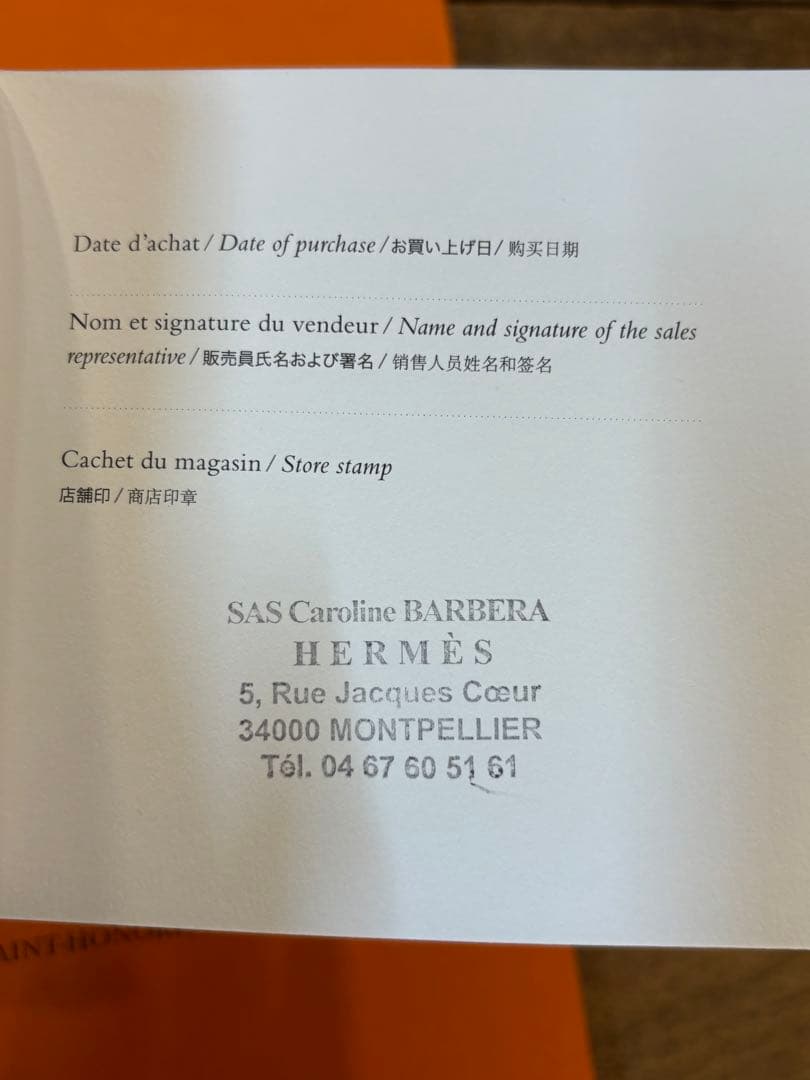 Date d'achat / Date of purchase / お買い上げ日 / 购买日期
Nom et signature du vendeur / Name and signature of the sales
representative / 販売員氏名および署名 / 销售人员姓名和签名
Cachet du magasin / Store stamp
店舗印 / 商店印章
SAS Caroline BARBERA
HERMÈS
5, Rue Jacques Cœur
34000 MONTPELLIER
Tél. 04 67 60 51 61